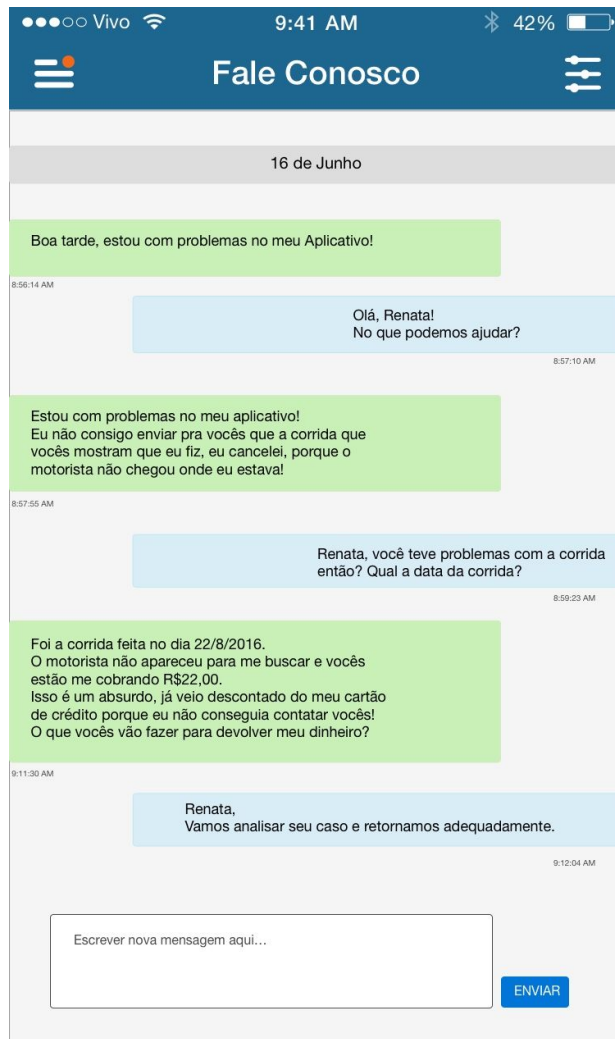 Vivo 9:41 AM 42%
Fale Conosco
16 de Junho
Boa tarde, estou com problemas no meu Aplicativo!
8:56:14 AM
Olá, Renata!
No que podemos ajudar?
8:57:10 AM
Estou com problemas no meu aplicativo!
Eu não consigo enviar pra vocês que a corrida que
vocês mostram que eu fiz, eu cancelei, porque o
motorista não chegou onde eu estava!
8:57:55 AM
Renata, você teve problemas com a corrida
então? Qual a data da corrida?
8:59:23 AM
Foi a corrida feita no dia 22/8/2016.
O motorista não apareceu para me buscar e vocês
estão me cobrando R$22,00.
Isso é um absurdo, já veio descontado do meu cartão
de crédito porque eu não conseguia contatar vocês!
O que vocês vão fazer para devolver meu dinheiro?
9:11:30 AM
Renata,
Vamos analisar seu caso e retornamos adequadamente.
9:12:04 AM
Escrever nova mensagem aqui...
ENVIAR